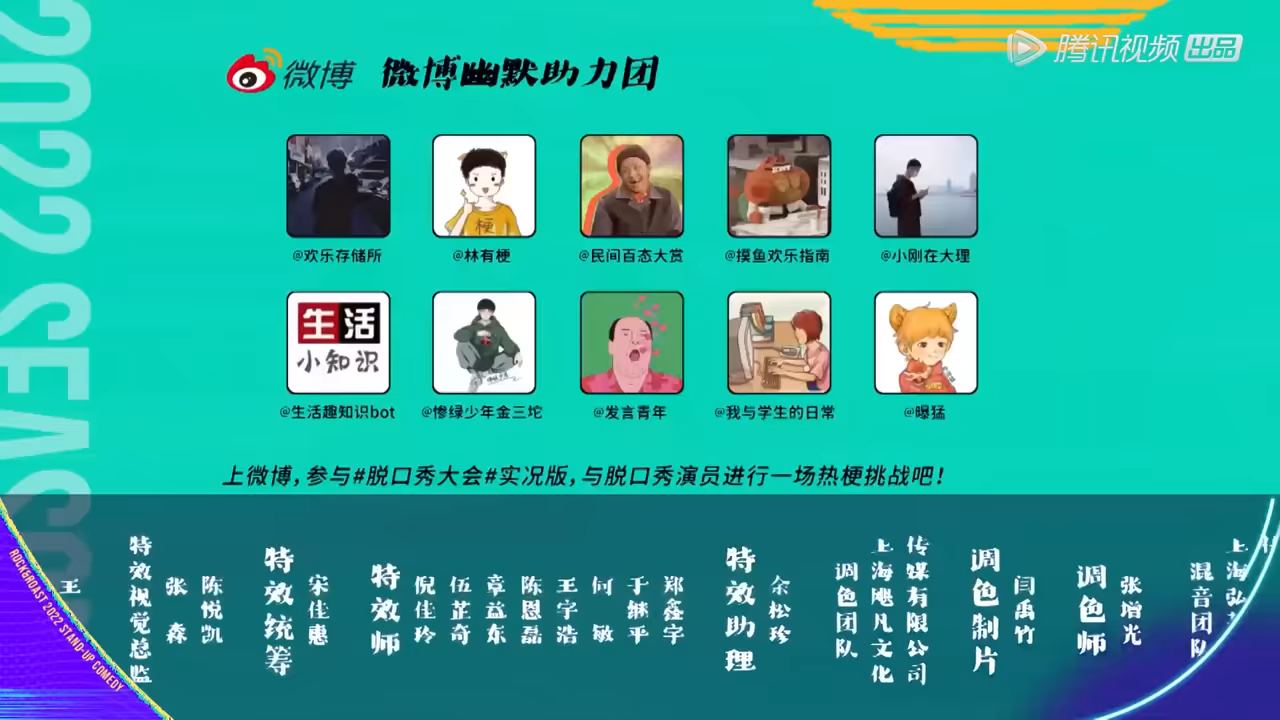 2022 SEASO
微博 微博幽默助力团
腾讯视频 出品
@欢乐存储所
@林有梗
@民间百态大赏
@摸鱼欢乐指南
@小刚在大理
梗
生活
小知识
@生活趣知识bot
@惨绿少年金三坨
@发言青年
@我与学生的日常
@曝猛
上微博,参与#脱口秀大会#实况版,与脱口秀演员进行一场热梗挑战吧!
ROCK&ROAST 2022 STAND-UP COMEDY
王
特效视觉总监
张 森
陈悦凯
特效统筹
宋佳惠
特效师
倪佳玲
伍芷奇
章益东
陈恩磊
王宇浩
何 敏
于继平
郑鑫宇
特效助理
余松珍
调色团队
上海飑凡文化
传媒有限公司
调色制片
闫禹竹
调色师
张增光
混音团队
上海弘